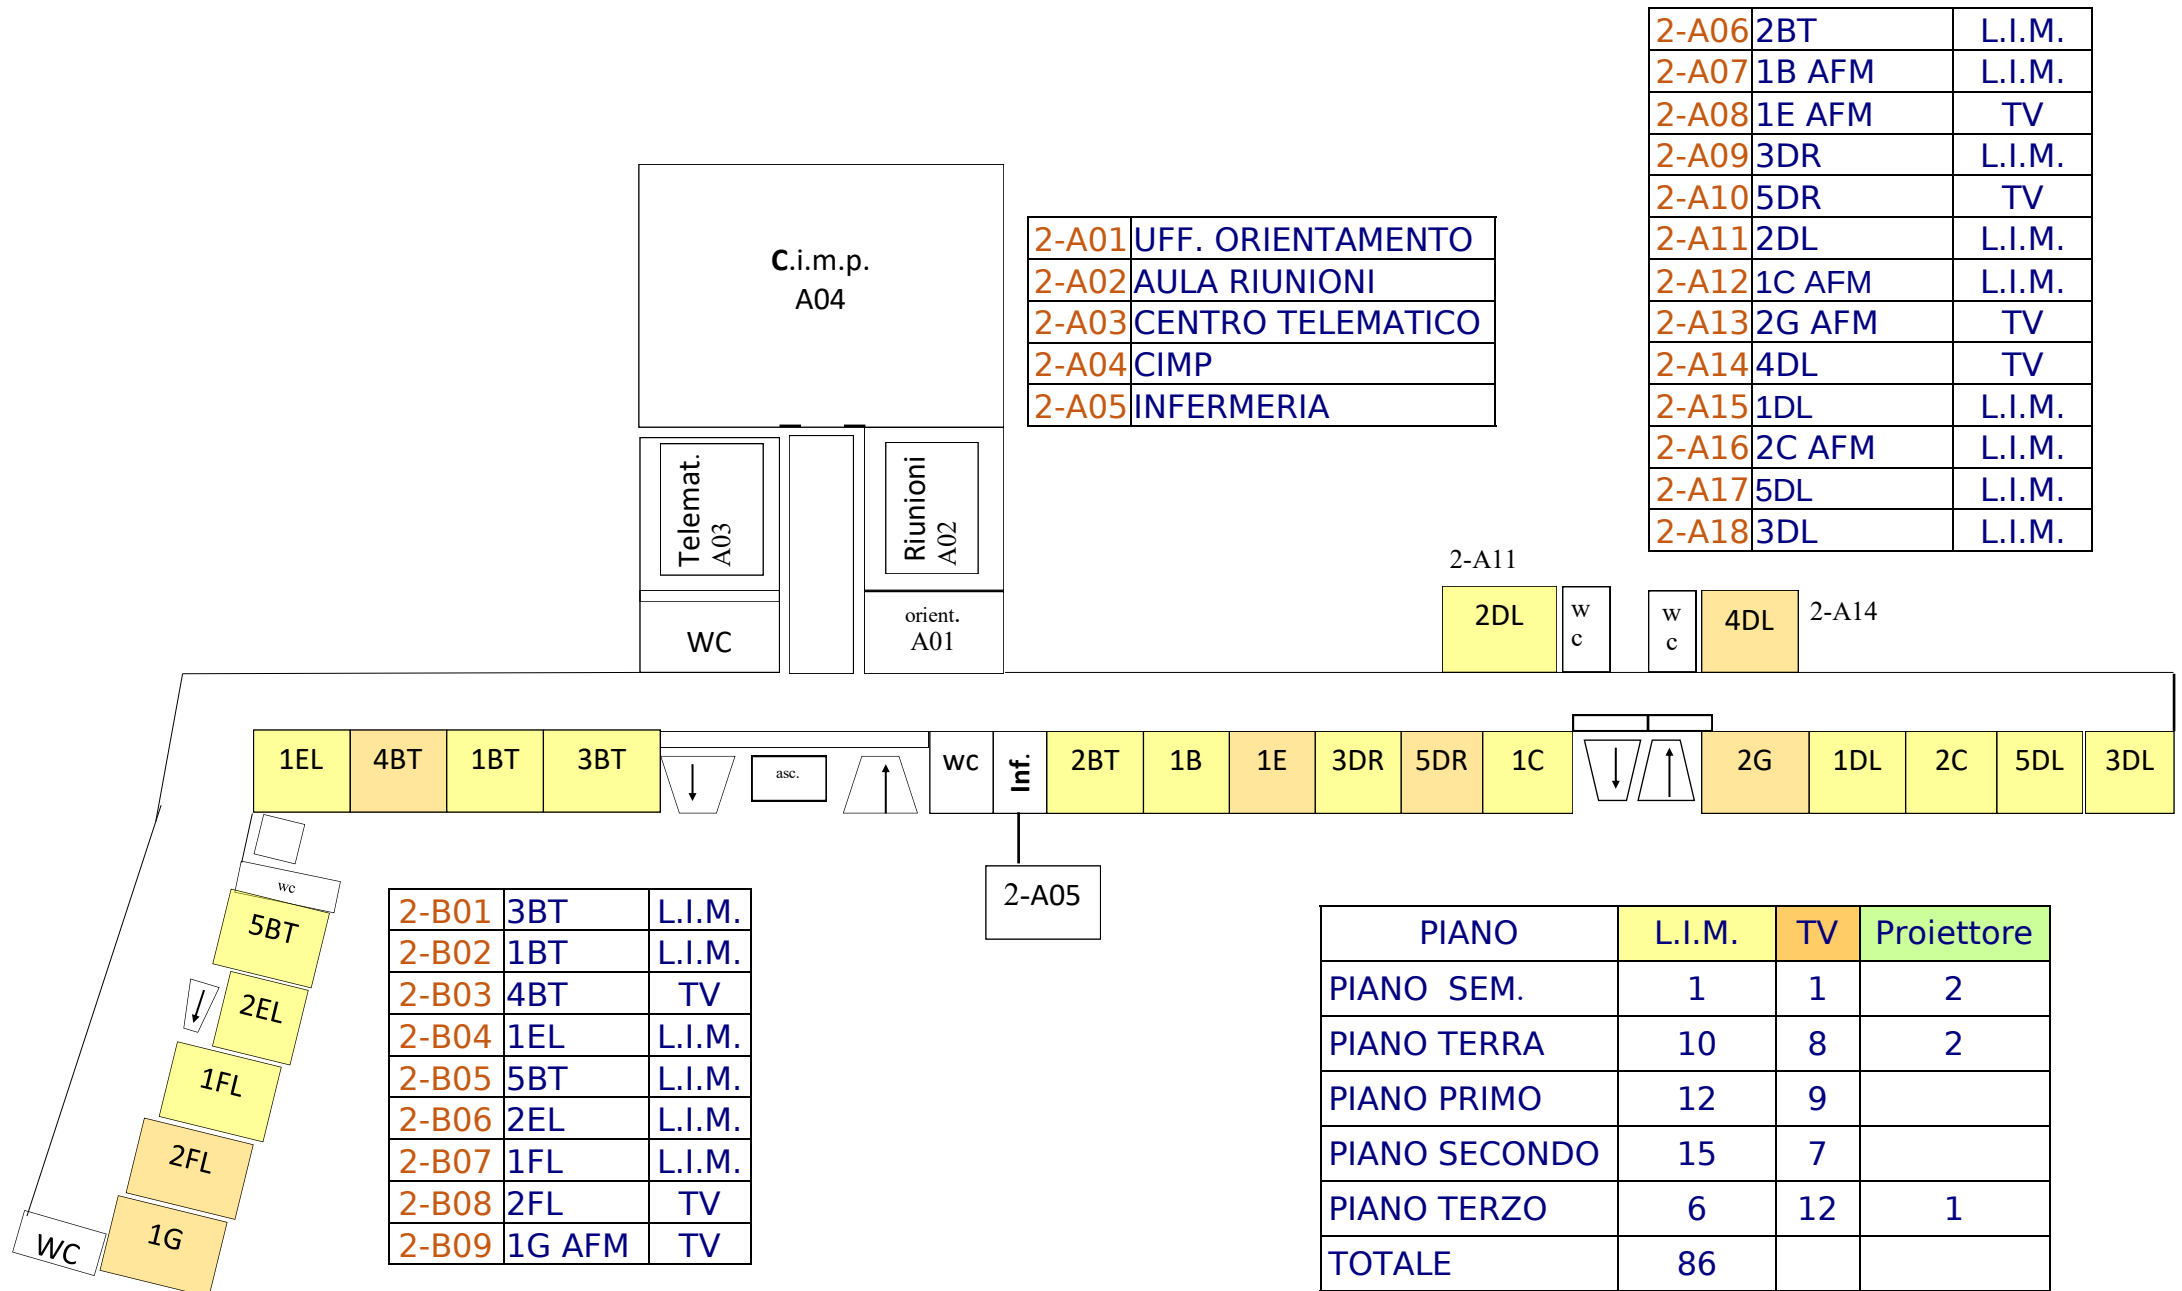 2-A06 2BT L.I.M.
2-A07 1B AFM L.I.M.
2-A08 1E AFM TV
2-A09 3DR L.I.M.
2-A10 5DR TV
2-A11 2DL L.I.M.
2-A12 1C AFM L.I.M.
2-A13 2G AFM TV
2-A14 4DL TV
2-A15 1DL L.I.M.
2-A16 2C AFM L.I.M.
2-A17 5DL L.I.M.
2-A18 3DL L.I.M.
C.i.m.p.
A04
2-A01 UFF. ORIENTAMENTO
2-A02 AULA RIUNIONI
2-A03 CENTRO TELEMATICO
2-A04 CIMP
2-A05 INFERMERIA
Telemat.
A03
Riunioni
A02
WC
orient.
A01
2-A11
2DL
w
c
w
c
4DL
2-A14
1EL 4BT 1BT 3BT asc. wc Inf. 2BT 1B 1E 3DR 5DR 1C 2G 1DL 2C 5DL 3DL
2-A05
wc
5BT
2EL
1FL
2FL
1G
WC
2-B01 3BT L.I.M.
2-B02 1BT L.I.M.
2-B03 4BT TV
2-B04 1EL L.I.M.
2-B05 5BT L.I.M.
2-B06 2EL L.I.M.
2-B07 1FL L.I.M.
2-B08 2FL TV
2-B09 1G AFM TV
PIANO L.I.M. TV Proiettore
PIANO SEM. 1 1 2
PIANO TERRA 10 8 2
PIANO PRIMO 12 9
PIANO SECONDO 15 7
PIANO TERZO 6 12 1
TOTALE 86